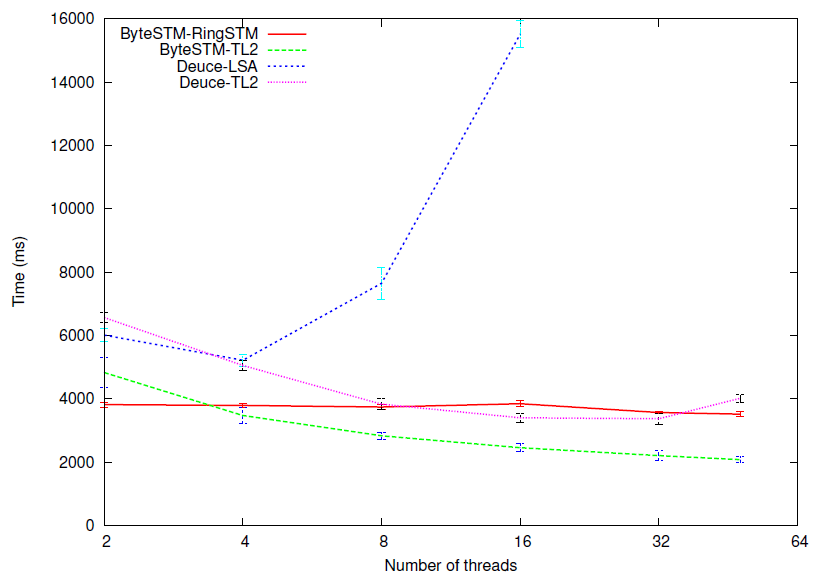 16000
14000
12000
10000
8000
6000
4000
2000
0
Time (ms)
ByteSTM-RingSTM
ByteSTM-TL2
Deuce-LSA
Deuce-TL2
2 4 8 16 32 64
Number of threads